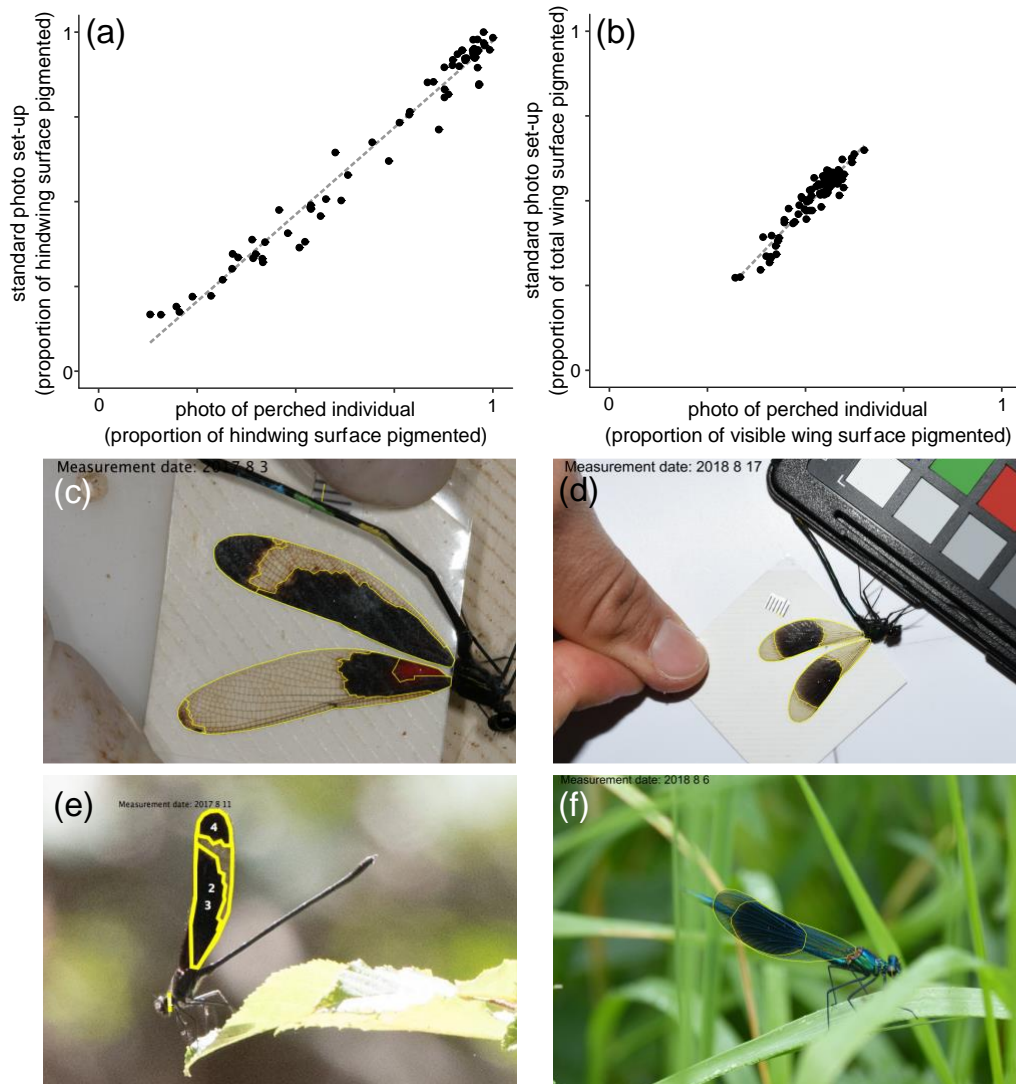 (a)
1
0
standard photo set-up
(proportion of hindwing surface pigmented)
0
1
photo of perched individual
(proportion of hindwing surface pigmented)
(b)
1
0
standard photo set-up
(proportion of total wing surface pigmented)
0
1
photo of perched individual
(proportion of visible wing surface pigmented)
Measurement date: 2017 8 3
(c)
Measurement date: 2018 8 17
(d)
(e)
Measurement date: 2017 8 11
4
2
3
Measurement date: 2018 8 6
(f)